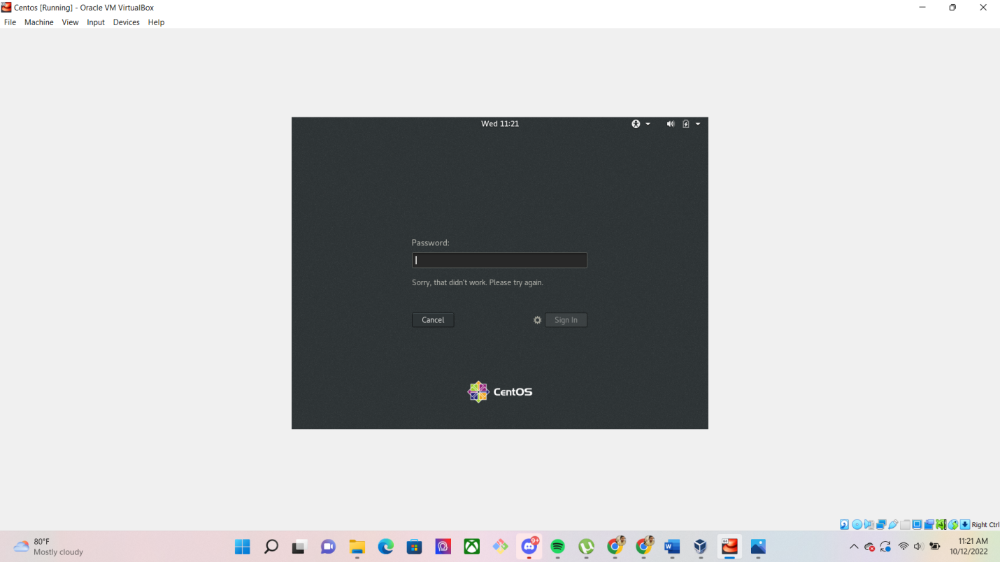 Centos [Running] - Oracle VM VirtualBox
File Machine View Input Devices Help
Wed 11:21
Password:
Sorry, that didn't work. Please try again.
Cancel
Sign In
CentOS
Right Ctrl
80°F
Mostly cloudy
9+
11:21 AM
10/12/2022